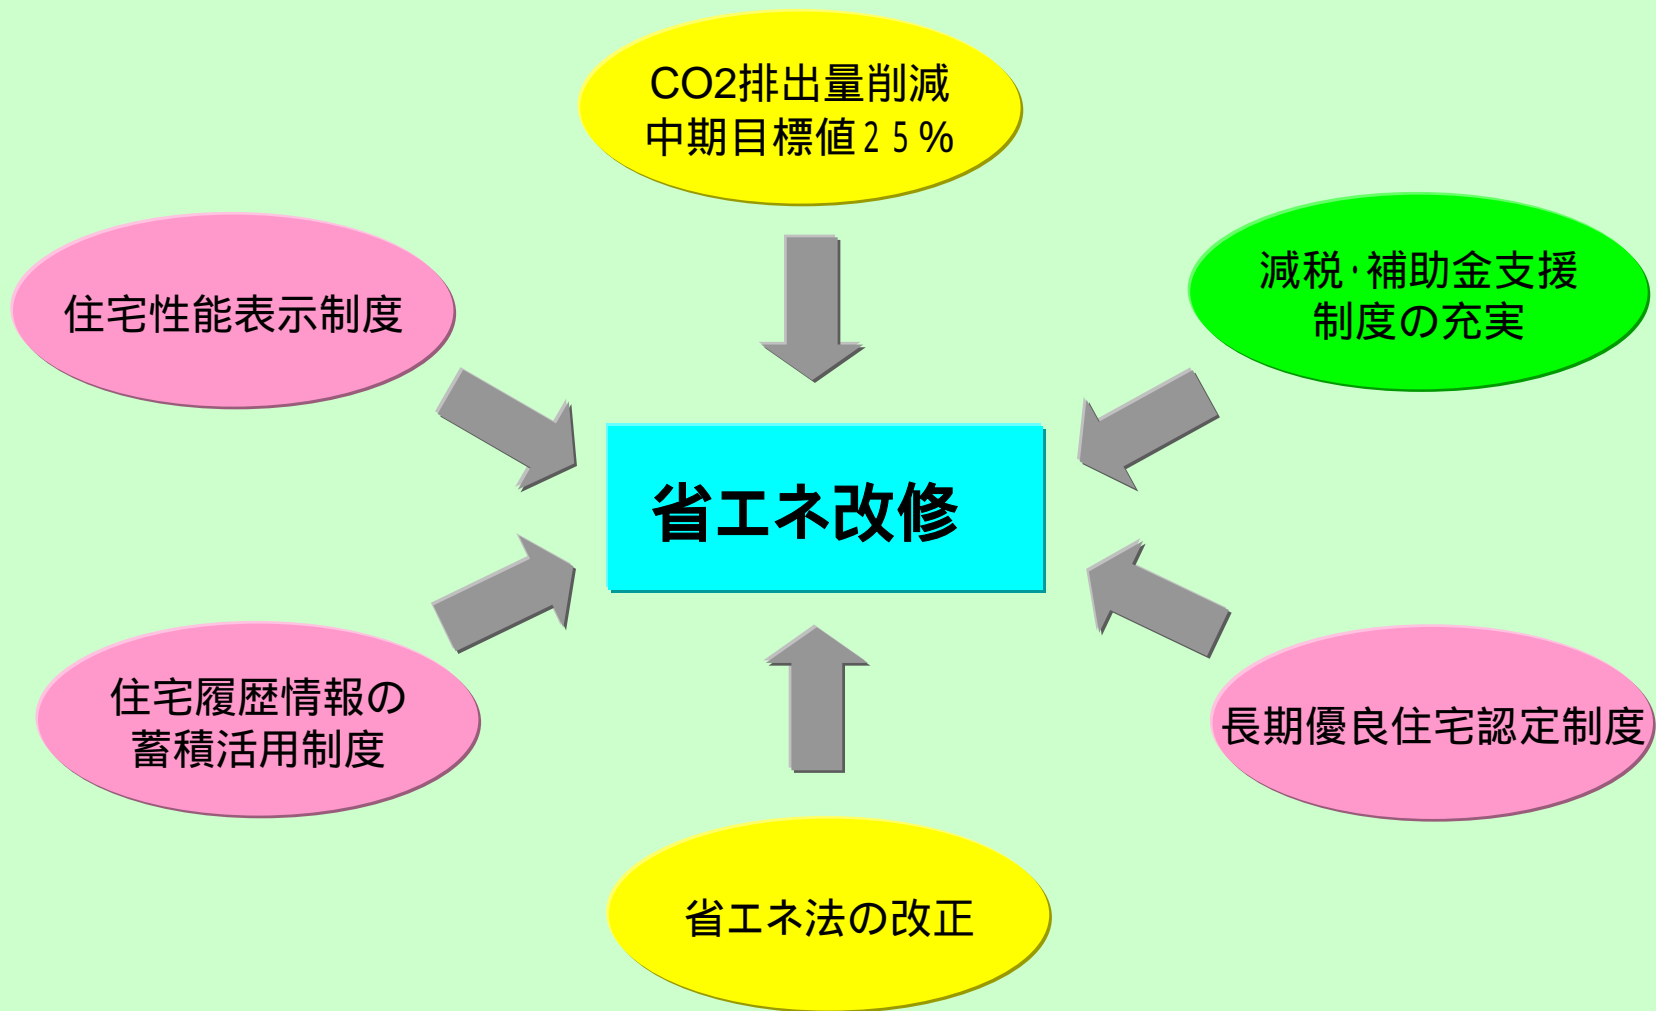 CO2排出量削減
中期目標値２５％
住宅性能表示制度
減税･補助金支援
制度の充実
省エネ改修
住宅履歴情報の
蓄積活用制度
長期優良住宅認定制度
省エネ法の改正